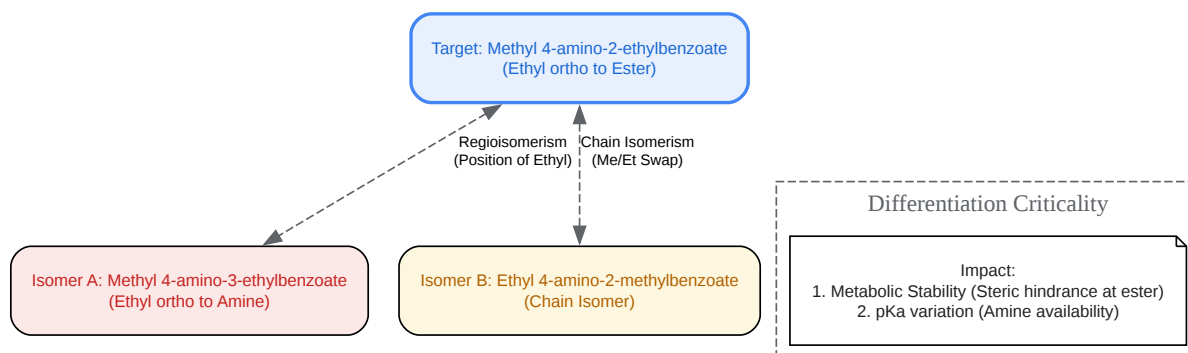 Target: Methyl 4-amino-2-ethylbenzoate
(Ethyl ortho to Ester)
Regioisomerism
(Position of Ethyl)
Chain Isomerism
(Me/Et Swap)
Differentiation Criticality
Isomer A: Methyl 4-amino-3-ethylbenzoate
(Ethyl ortho to Amine)
Isomer B: Ethyl 4-amino-2-methylbenzoate
(Chain Isomer)
Impact:
1. Metabolic Stability (Steric hindrance at ester)
2. pKa variation (Amine availability)